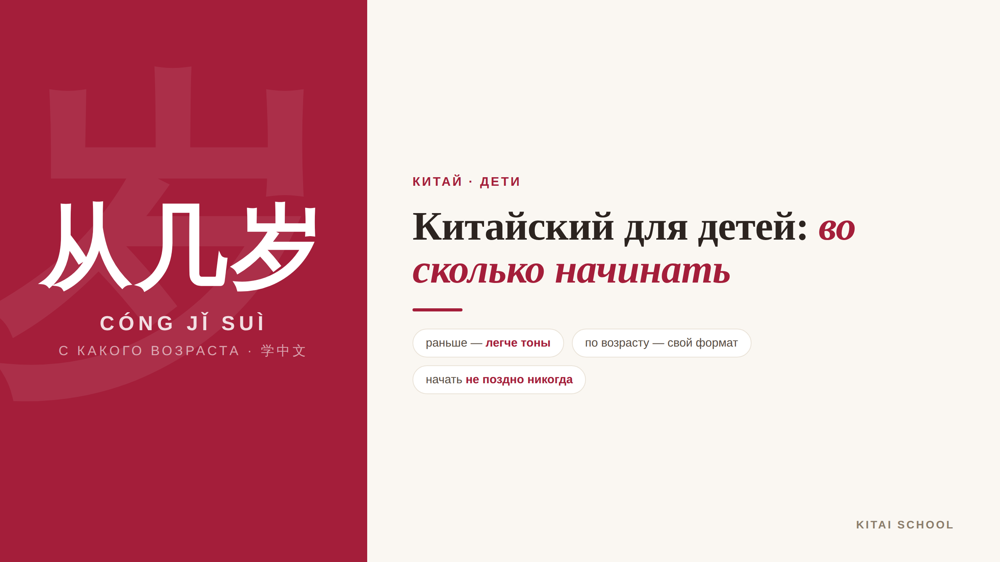 岁
从几岁
CÓNG JǏ SUÌ
С КАКОГО ВОЗРАСТА · 学中文
КИТАЙ · ДЕТИ
Китайский для детей: во
сколько начинать
раньше — легче тоны
по возрасту — свой формат
начать не поздно никогда
KITAI SCHOOL